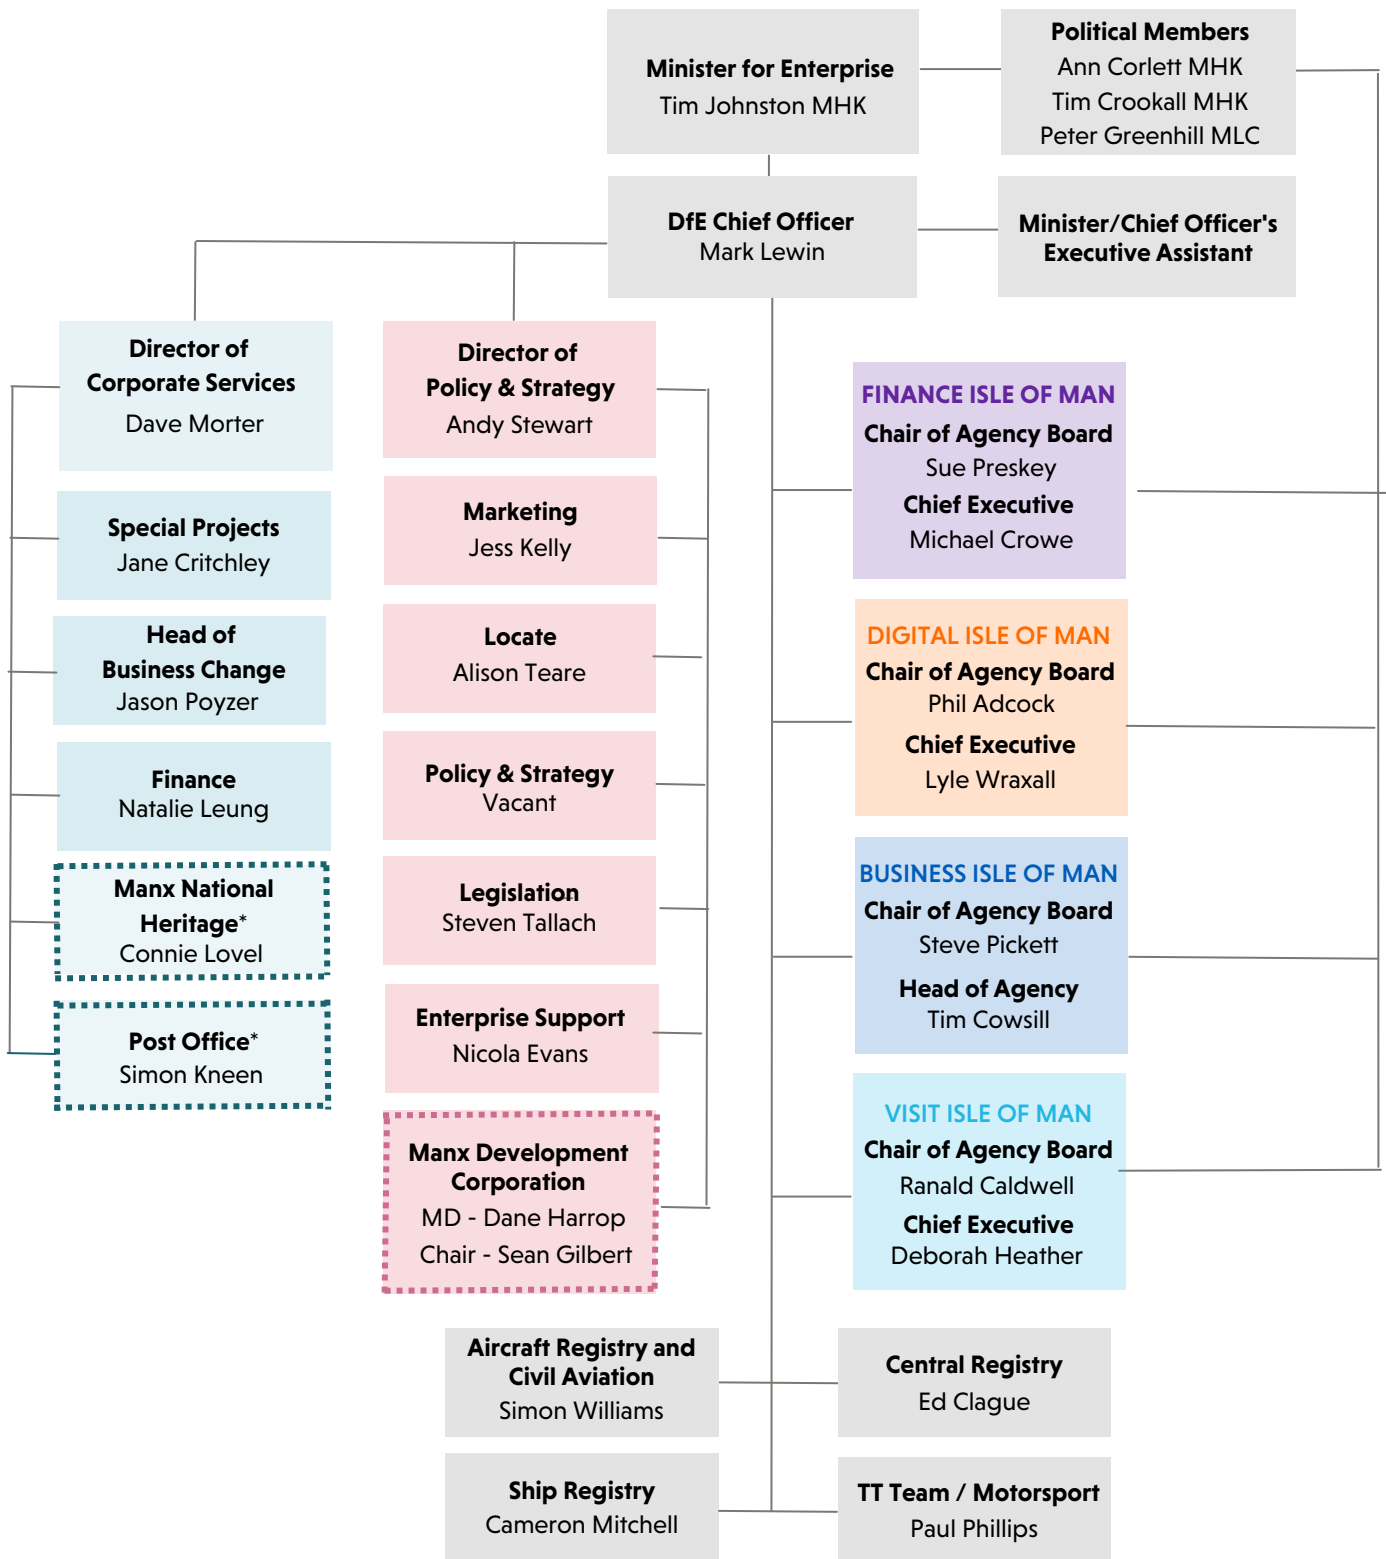 Minister for Enterprise
Tim Johnston MHK
Political Members
Ann Corlett MHK
Tim Crookall MHK
Peter Greenhill MLC
DfE Chief Officer
Mark Lewin
Minister/Chief Officer's
Executive Assistant
Director of
Corporate Services
Dave Morter
Special Projects
Jane Critchley
Head of
Business Change
Jason Poyzer
Finance
Natalie Leung
Manx National
Heritage*
Connie Lovel
Post Office*
Simon Kneen
Director of
Policy & Strategy
Andy Stewart
Marketing
Jess Kelly
Locate
Alison Teare
Policy & Strategy
Vacant
Legislation
Steven Tallach
Enterprise Support
Nicola Evans
Manx Development
Corporation
MD - Dane Harrop
Chair - Sean Gilbert
FINANCE ISLE OF MAN
Chair of Agency Board
Sue Preskey
Chief Executive
Michael Crowe
DIGITAL ISLE OF MAN
Chair of Agency Board
Phil Adcock
Chief Executive
Lyle Wraxall
BUSINESS ISLE OF MAN
Chair of Agency Board
Steve Pickett
Head of Agency
Tim Cowsill
VISIT ISLE OF MAN
Chair of Agency Board
Ranald Caldwell
Chief Executive
Deborah Heather
Aircraft Registry and
Civil Aviation
Simon Williams
Central Registry
Ed Clague
Ship Registry
Cameron Mitchell
TT Team / Motorsport
Paul Phillips